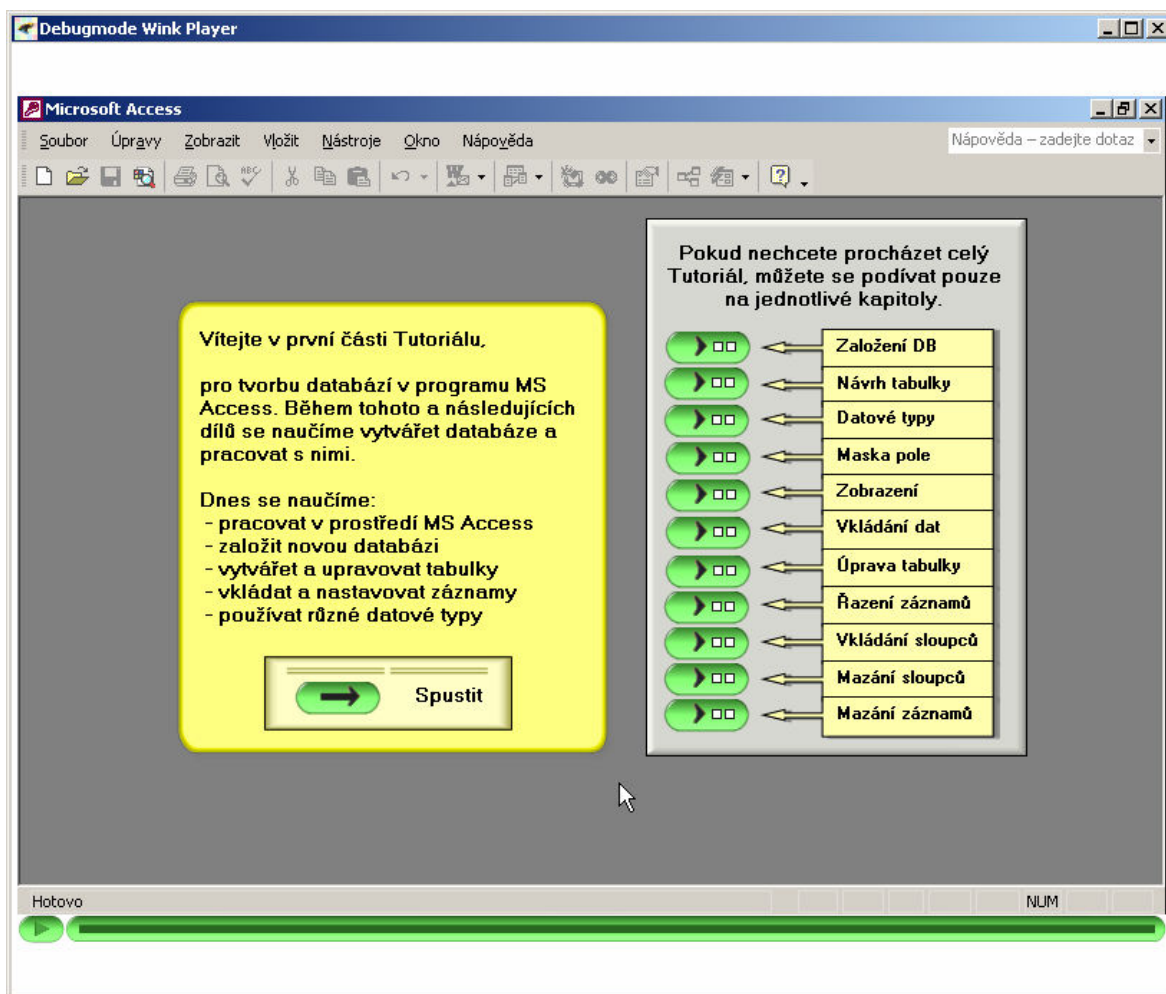 Debugmode Wink Player
Microsoft Access
Soubor Úpravy Zobrazit Vložit Nástroje Okno Nápověda
Nápověda – zadejte dotaz
Vítejte v první části Tutoriálu,
pro tvorbu databází v programu MS
Access. Během tohoto a následujících
dílů se naučíme vytvářet databáze a
pracovat s nimi.
Dnes se naučíme:
- pracovat v prostředí MS Access
- založit novou databázi
- vytvářet a upravovat tabulky
- vkládat a nastavovat záznamy
- používat různé datové typy
Spustit
Pokud nechcete procházet celý
Tutoriál, můžete se podívat pouze
na jednotlivé kapitoly.
Založení DB
Návrh tabulky
Datové typy
Maska pole
Zobrazení
Vkládání dat
Úprava tabulky
Řazení záznamů
Vkládání sloupců
Mazání sloupců
Mazání záznamů
Hotovo
NUM